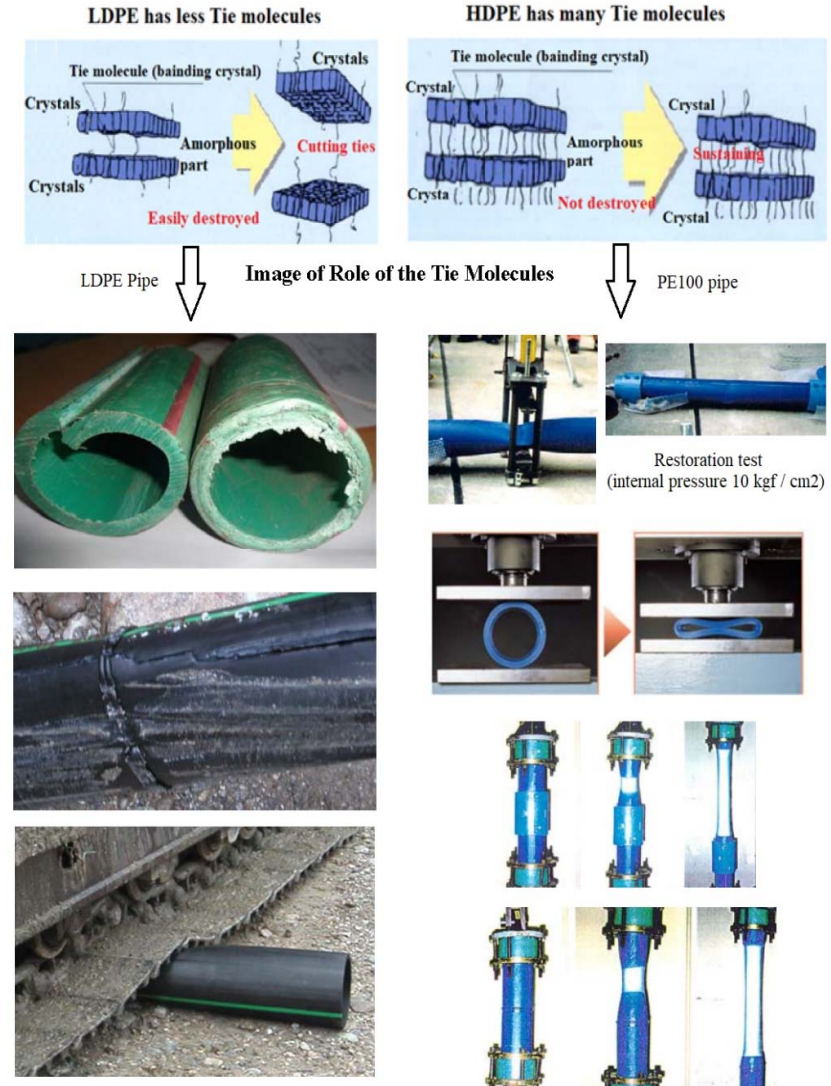 LDPE has less Tie molecules
HDPE has many Tie molecules
Tie molecule (bainding crystal)
Crystals
Crystals
Crystals
Amorphous
part
Cutting ties
Easily destroyed
Tie molecule (bainding crystal)
Crystal
Crystal
Amorphous
part
Sustaining
Crysta
Not destroyed
Crystal
LDPE Pipe
Image of Role of the Tie Molecules
PE100 pipe
Restoration test
(internal pressure 10 kgf / cm2)